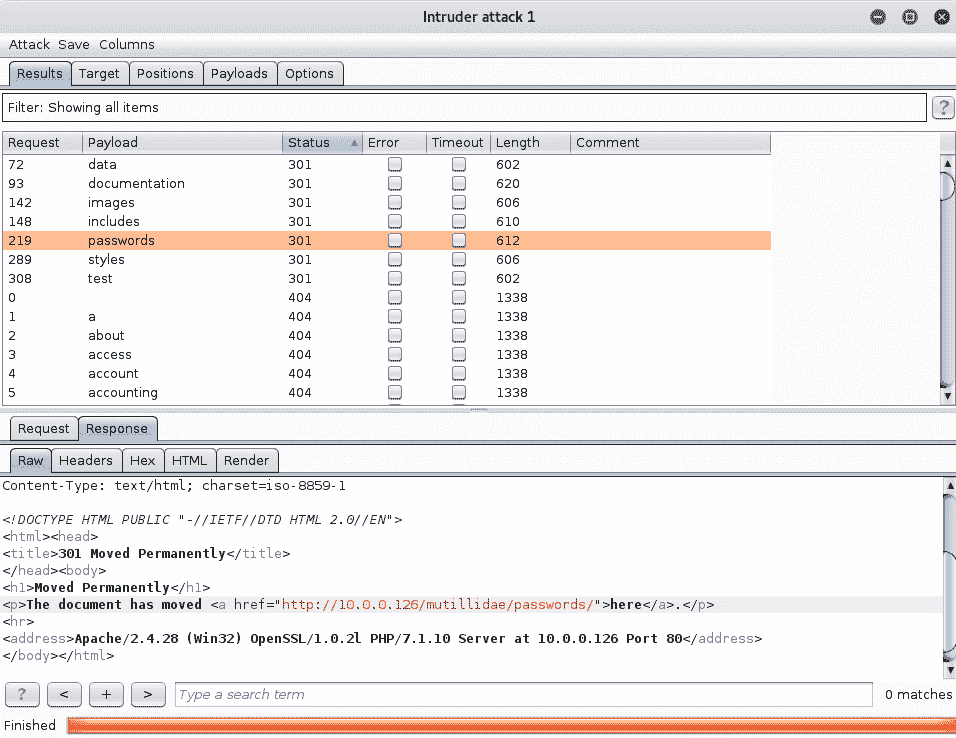 Intruder attack 1
Attack Save Columns
Results Target Positions Payloads Options
Filter: Showing all items
?
Request Payload Status Error Timeout Length Comment
72 data 301 602
93 documentation 301 620
142 images 301 606
148 includes 301 610
219 passwords 301 612
289 styles 301 606
308 test 301 602
0 404 1338
1 a 404 1338
2 about 404 1338
3 access 404 1338
4 account 404 1338
5 accounting 404 1338
Request Response
Raw Headers Hex HTML Render
Content-Type: text/html; charset=iso-8859-1
<!DOCTYPE HTML PUBLIC "-//IETF//DTD HTML 2.0//EN">
<html><head>
<title>301 Moved Permanently</title>
</head><body>
<h1>Moved Permanently</h1>
<p>The document has moved <a href="http://10.0.0.126/mutillidae/passwords/">here</a>.</p>
<hr>
<address>Apache/2.4.28 (Win32) OpenSSL/1.0.2l PHP/7.1.10 Server at 10.0.0.126 Port 80</address>
</body></html>
? < + > Type a search term 0 matches
Finished